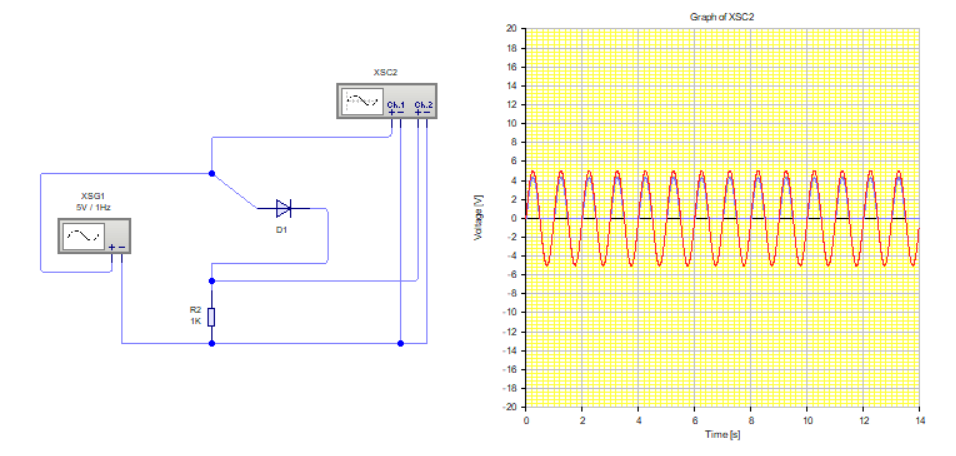 XSC2
Ch.1 Ch.2
+ − + −
XSG1
5V / 1Hz
+ −
D1
R2
1K
Graph of XSC2
Voltage [V]
20
18
16
14
12
10
8
6
4
2
0
-2
-4
-6
-8
-10
-12
-14
-16
-18
-20
0 2 4 6 8 10 12 14
Time [s]